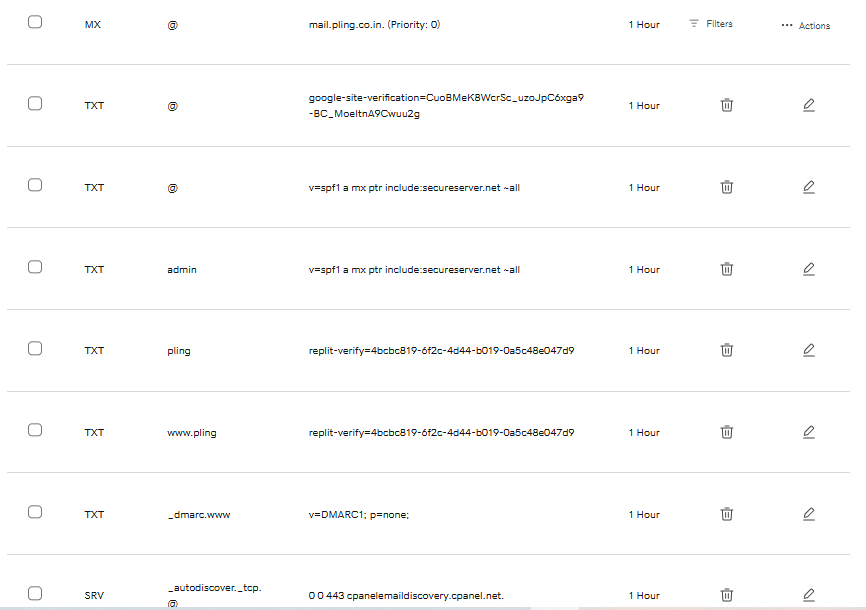 MX @ mail.pling.co.in. (Priority: 0) 1 Hour Filters ··· Actions
TXT @ google-site-verification=CuoBMeK8WcrSc_uzoJpC6xga9
-BC_MoeItnA9Cwuu2g 1 Hour
TXT @ v=spf1 a mx ptr include:secureserver.net ~all 1 Hour
TXT admin v=spf1 a mx ptr include:secureserver.net ~all 1 Hour
TXT pling replit-verify=4bcbc819-6f2c-4d44-b019-0a5c48e047d9 1 Hour
TXT www.pling replit-verify=4bcbc819-6f2c-4d44-b019-0a5c48e047d9 1 Hour
TXT _dmarc.www v=DMARC1; p=none; 1 Hour
SRV _autodiscover._tcp.
@ 0 0 443 cpanelemaildiscovery.cpanel.net. 1 Hour